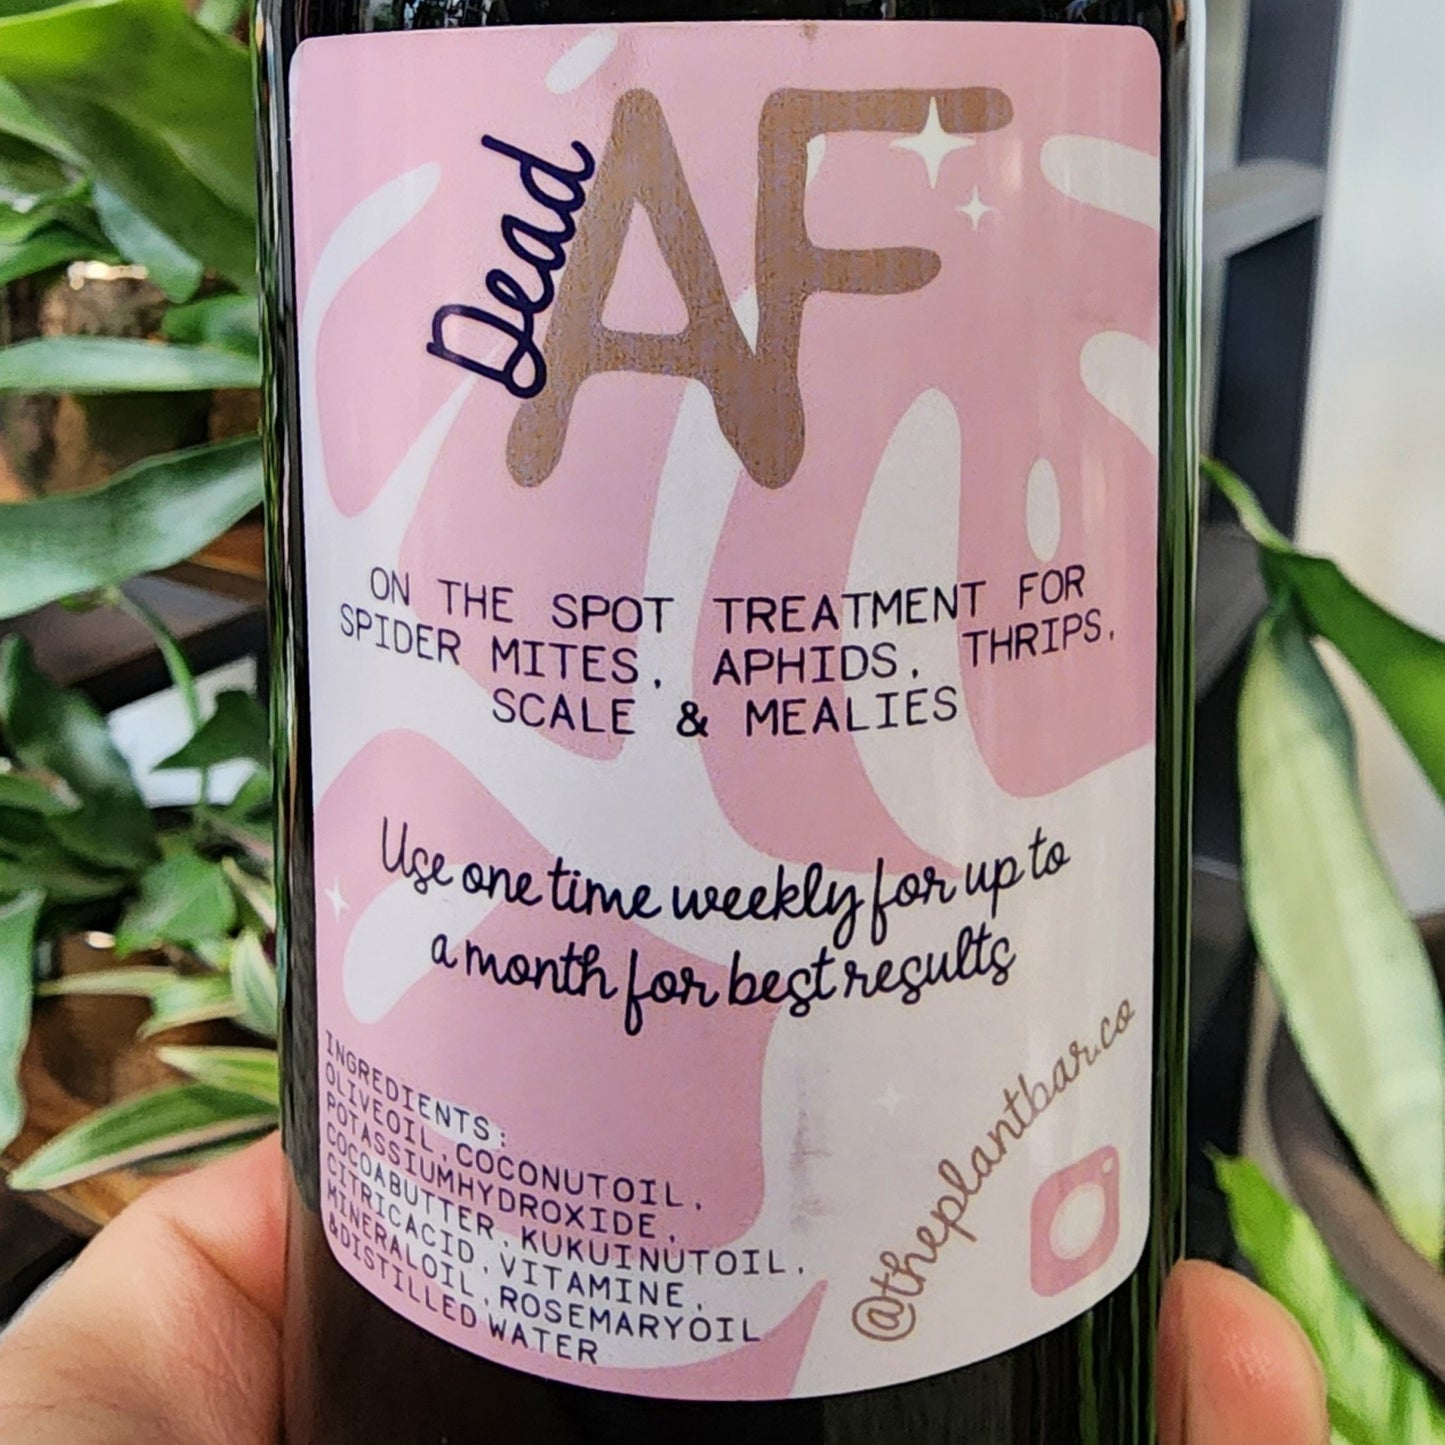 Dead AF
ON THE SPOT TREATMENT FOR
SPIDER MITES, APHIDS, THRIPS,
SCALE & MEALIES
Use one time weekly for up to
a month for best results
INGREDIENTS:
OLIVEOIL,COCONUTOIL,
POTASSIUMHYDROXIDE,
COCOABUTTER,KUKUINUTOIL,
CITRICACID,VITAMINE,
MINERALOIL,ROSEMARYOIL
&DISTILLED WATER
@theplantbar.co